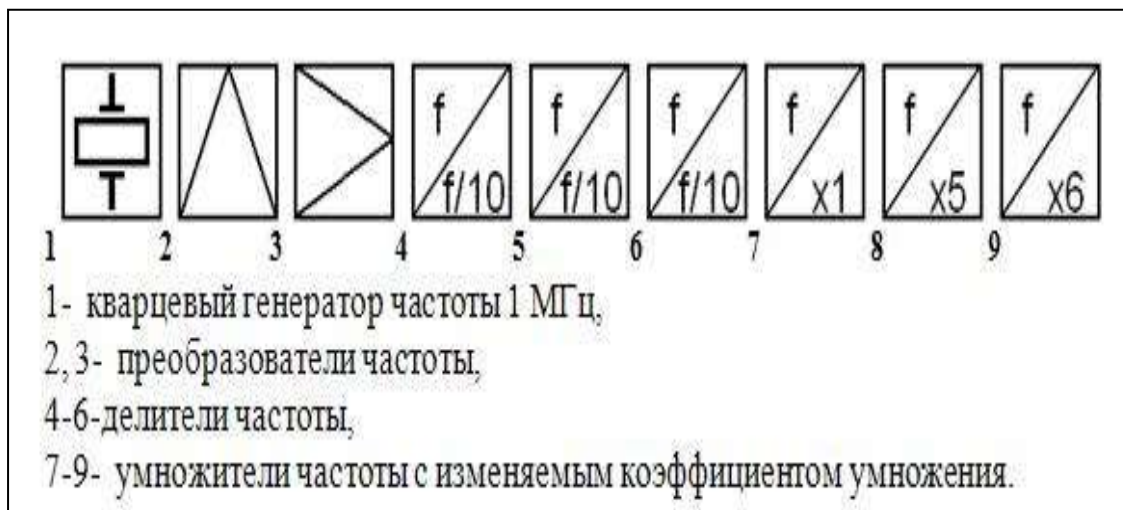 f f f f f f
f/10 f/10 f/10 x1 x5 x6
1 2 3 4 5 6 7 8 9
1- кварцевый генератор частоты 1 МГц,
2,3- преобразователи частоты,
4-6-делители частоты,
7-9- умножители частоты с изменяемым коэффициентом умножения.